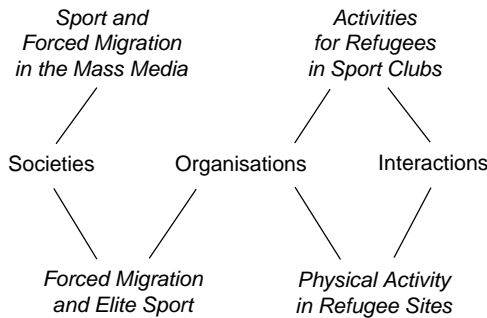 Sport and
Forced Migration
in the Mass Media
Activities
for Refugees
in Sport Clubs
Societies
Organisations
Interactions
Forced Migration
and Elite Sport
Physical Activity
in Refugee Sites